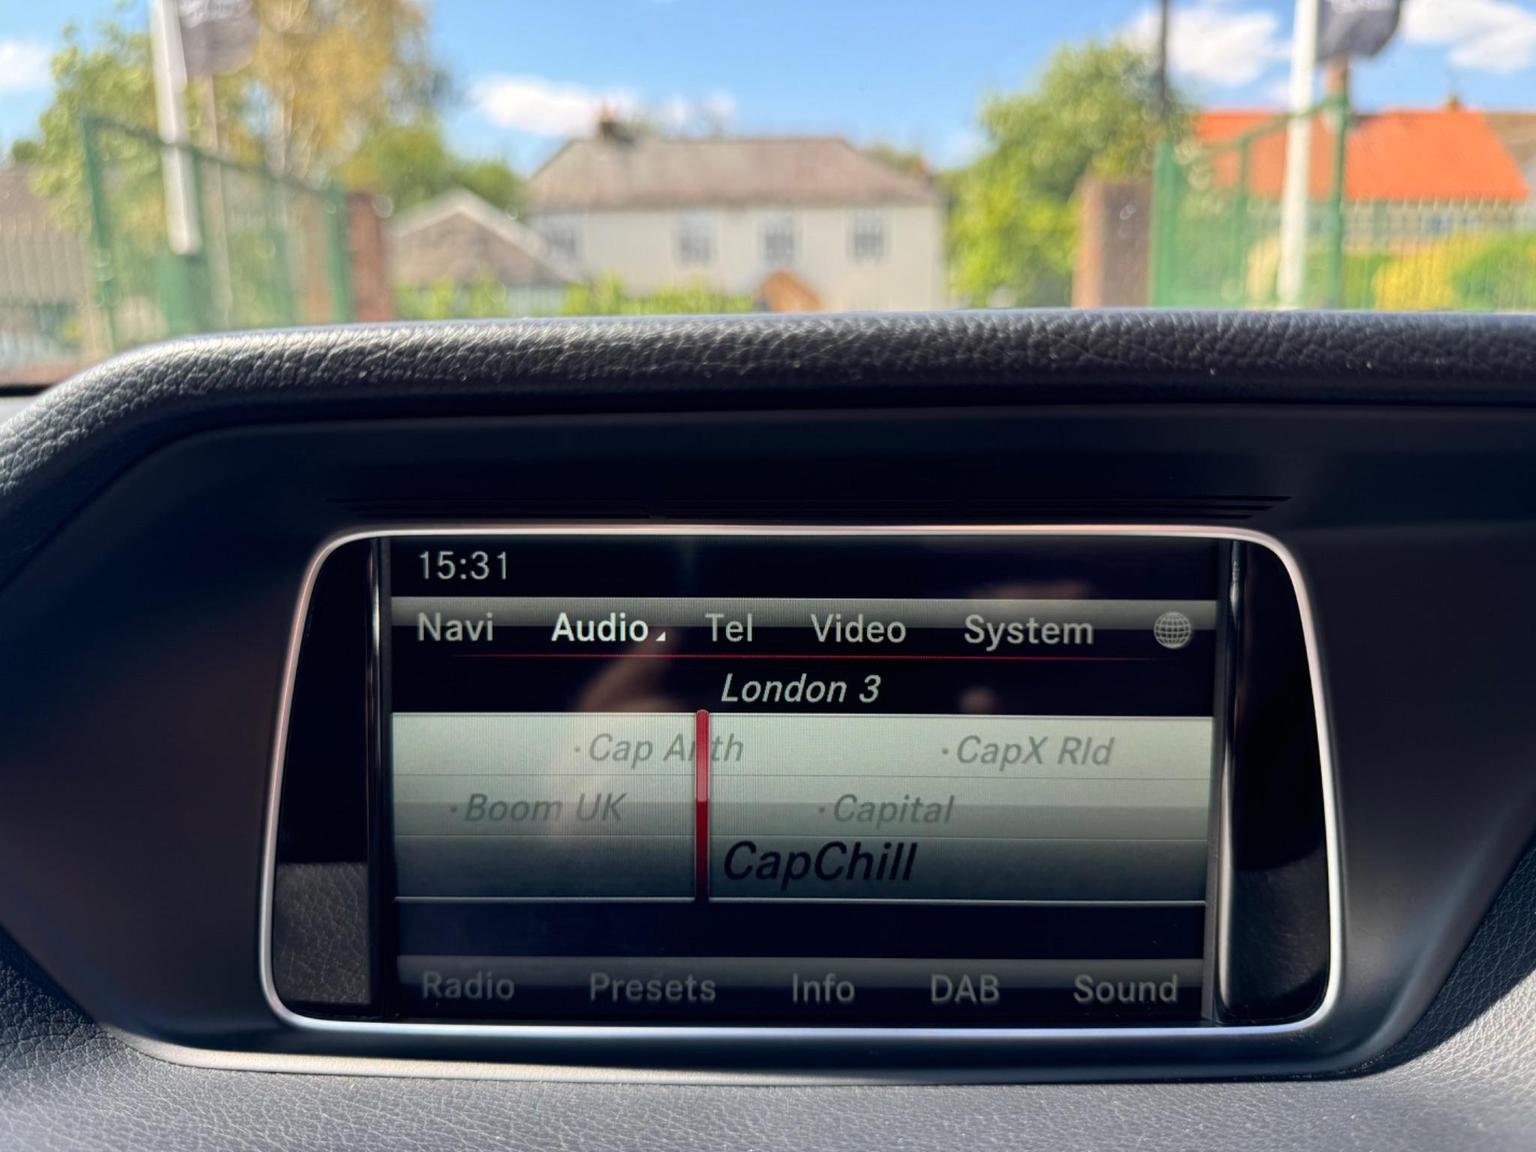 15:31
Navi Audio Tel Video System
London 3
Cap Anth CapX Rld
Boom UK Capital
CapChill
Radio Presets Info DAB Sound